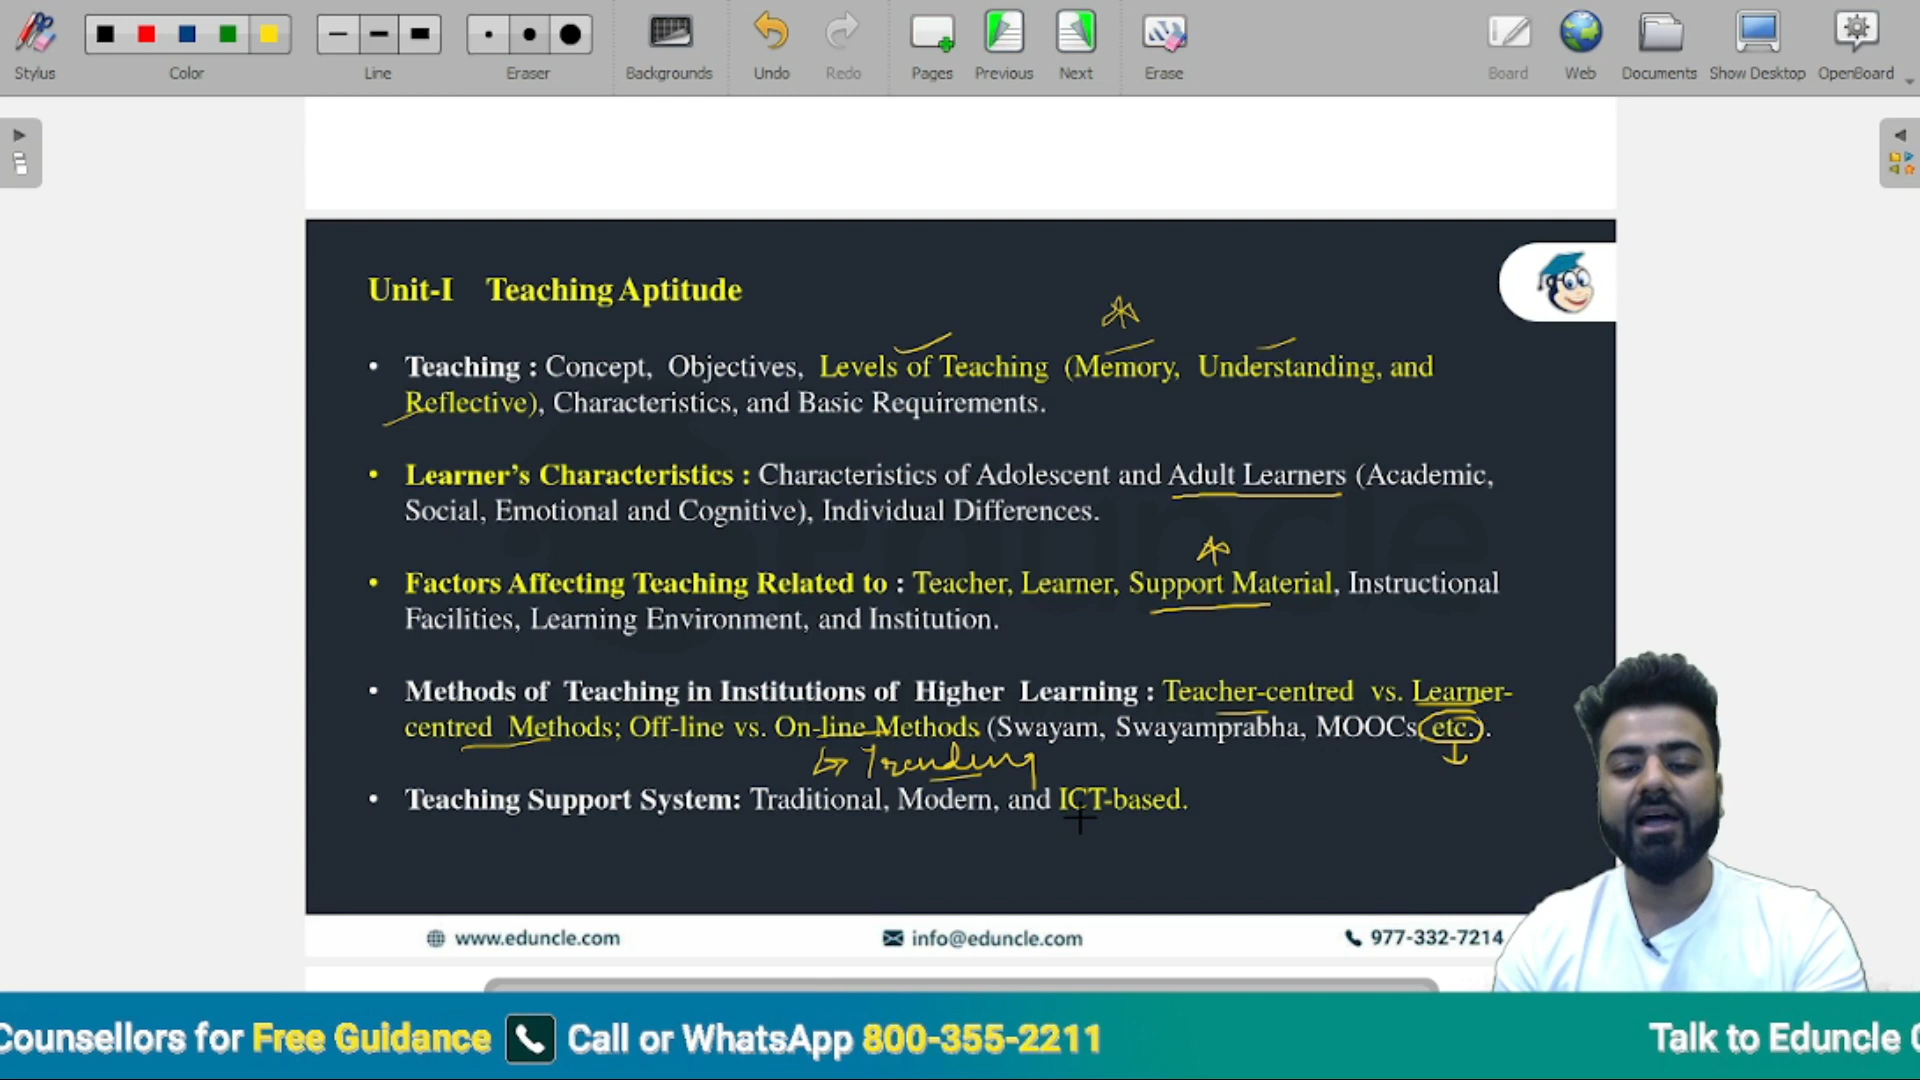 Stylus
Color
Line
Eraser
Backgrounds
Undo
Redo
Pages
Previous
Next
Erase
Board
Web
Documents
Show Desktop
OpenBoard
Unit-I Teaching Aptitude
• Teaching : Concept, Objectives, Levels of Teaching (Memory, Understanding, and
Reflective), Characteristics, and Basic Requirements.
• Learner's Characteristics : Characteristics of Adolescent and Adult Learners (Academic,
Social, Emotional and Cognitive), Individual Differences.
• Factors Affecting Teaching Related to : Teacher, Learner, Support Material, Instructional
Facilities, Learning Environment, and Institution.
• Methods of Teaching in Institutions of Higher Learning : Teacher-centred vs. Learner-
centred Methods; Off-line vs. On-line Methods (Swayam, Swayamprabha, MOOCs etc. .
Trending
• Teaching Support System: Traditional, Modern, and ICT-based.
www.eduncle.com
info@eduncle.com
977-332-7214
Counsellors for Free Guidance Call or WhatsApp 800-355-2211
Talk to Eduncle